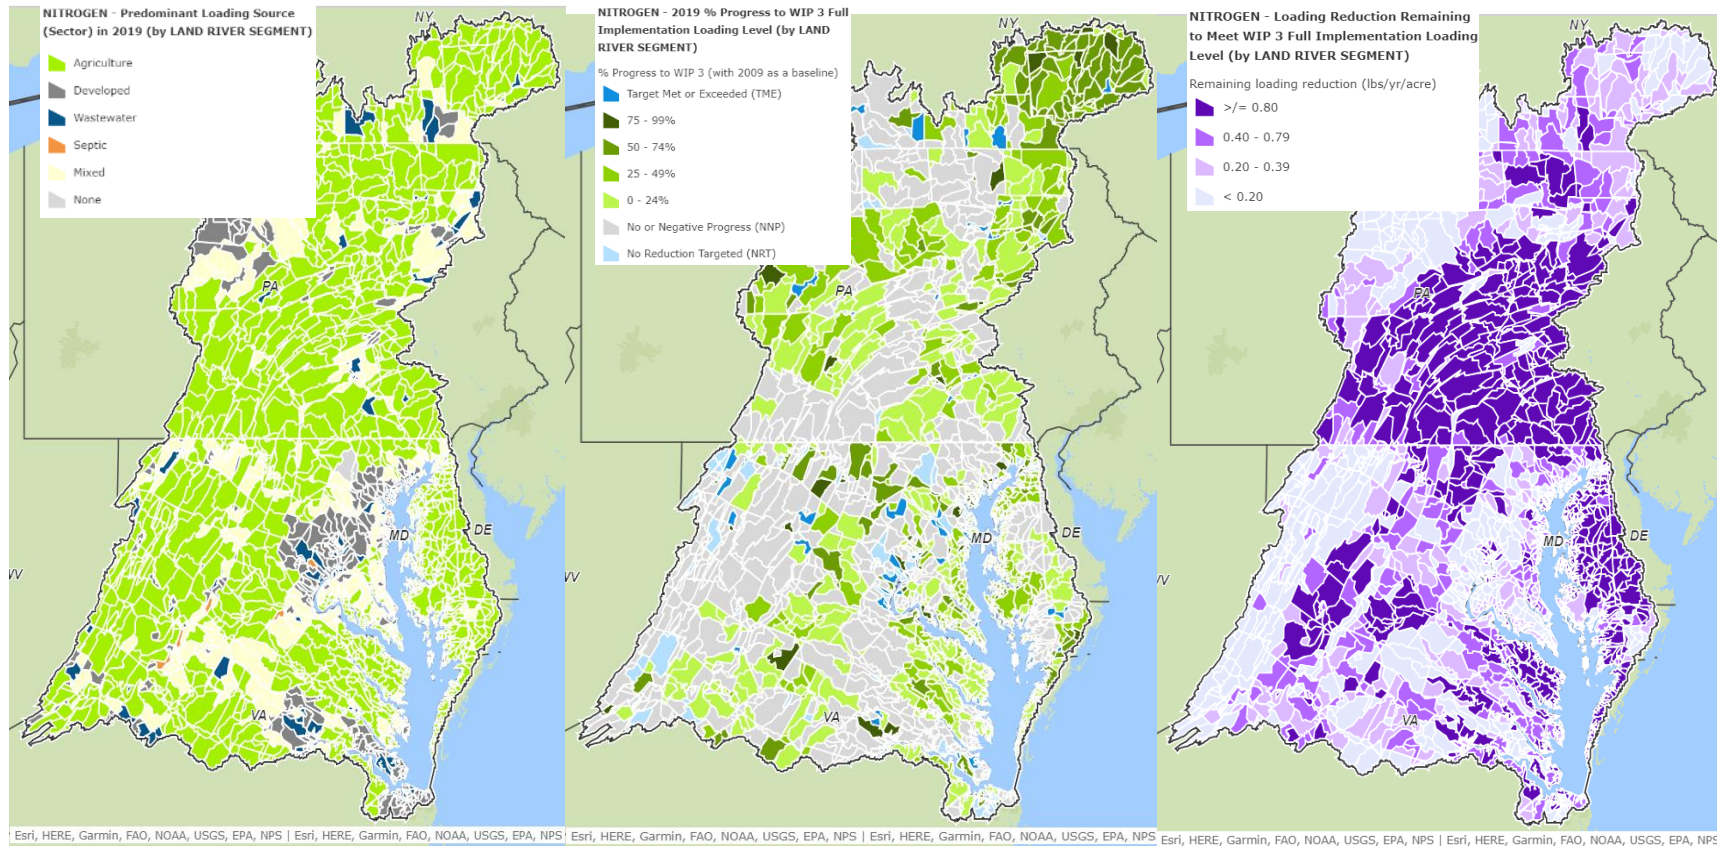 NITROGEN - Predominant Loading Source
(Sector) in 2019 (by LAND RIVER SEGMENT)
Agriculture
Developed
Wastewater
Septic
Mixed
None
NY
PA
MD
DE
VA
Esri, HERE, Garmin, FAO, NOAA, USGS, EPA, NPS | Esri, HERE, Garmin, FAO, NOAA, USGS, EPA, NPS
NITROGEN - 2019 % Progress to WIP 3 Full
Implementation Loading Level (by LAND
RIVER SEGMENT)
% Progress to WIP 3 (with 2009 as a baseline)
Target Met or Exceeded (TME)
75 - 99%
50 - 74%
25 - 49%
0 - 24%
No or Negative Progress (NNP)
No Reduction Targeted (NRT)
NY
PA
MD
DE
VA
Esri, HERE, Garmin, FAO, NOAA, USGS, EPA, NPS | Esri, HERE, Garmin, FAO, NOAA, USGS, EPA, NPS
NITROGEN - Loading Reduction Remaining
to Meet WIP 3 Full Implementation Loading
Level (by LAND RIVER SEGMENT)
Remaining loading reduction (lbs/yr/acre)
>/= 0.80
0.40 - 0.79
0.20 - 0.39
< 0.20
NY
PA
MD
DE
VA
Esri, HERE, Garmin, FAO, NOAA, USGS, EPA, NPS | Esri, HERE, Garmin, FAO, NOAA, USGS, EPA, NPS